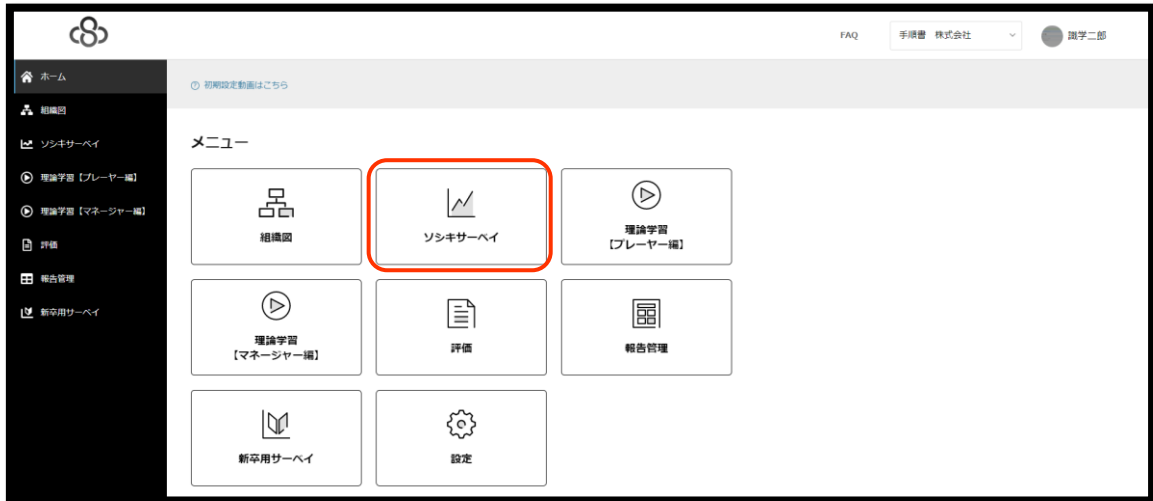 FAQ
手順書 株式会社
識学二郎
ホーム
組織図
ソシキサーベイ
理論学習【プレーヤー編】
理論学習【マネージャー編】
評価
報告管理
新卒用サーベイ
初期設定動画はこちら
メニュー
組織図
ソシキサーベイ
理論学習
【プレーヤー編】
理論学習
【マネージャー編】
評価
報告管理
新卒用サーベイ
設定